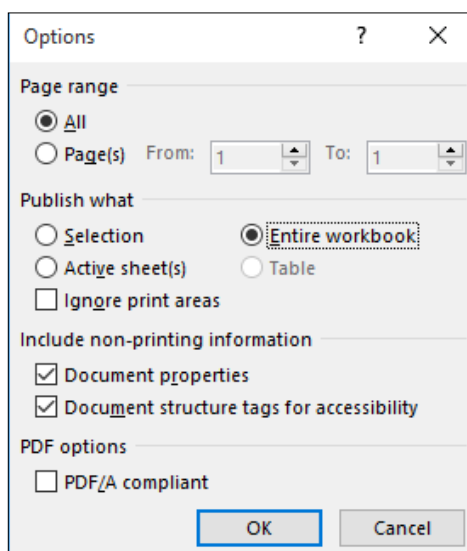 Options ? X
Page range
All
Page(s) From: 1 To: 1
Publish what
Selection Entire workbook
Active sheet(s) Table
Ignore print areas
Include non-printing information
Document properties
Document structure tags for accessibility
PDF options
PDF/A compliant
OK Cancel